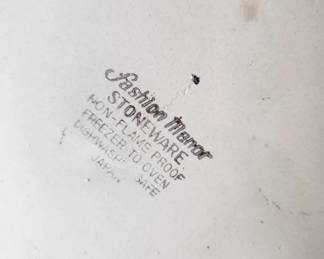 Fashion Manor
STONEWARE
NON-FLAME PROOF
FREEZER TO OVEN
DISHWASHER SAFE
JAPAN